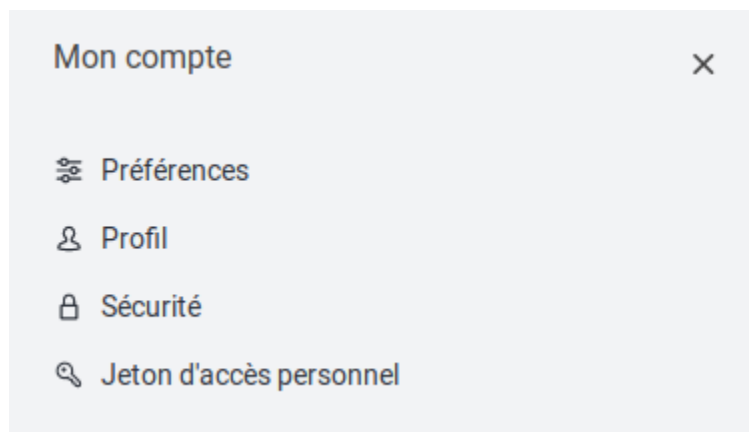 Mon compte
Préférences
Profil
Sécurité
Jeton d'accès personnel